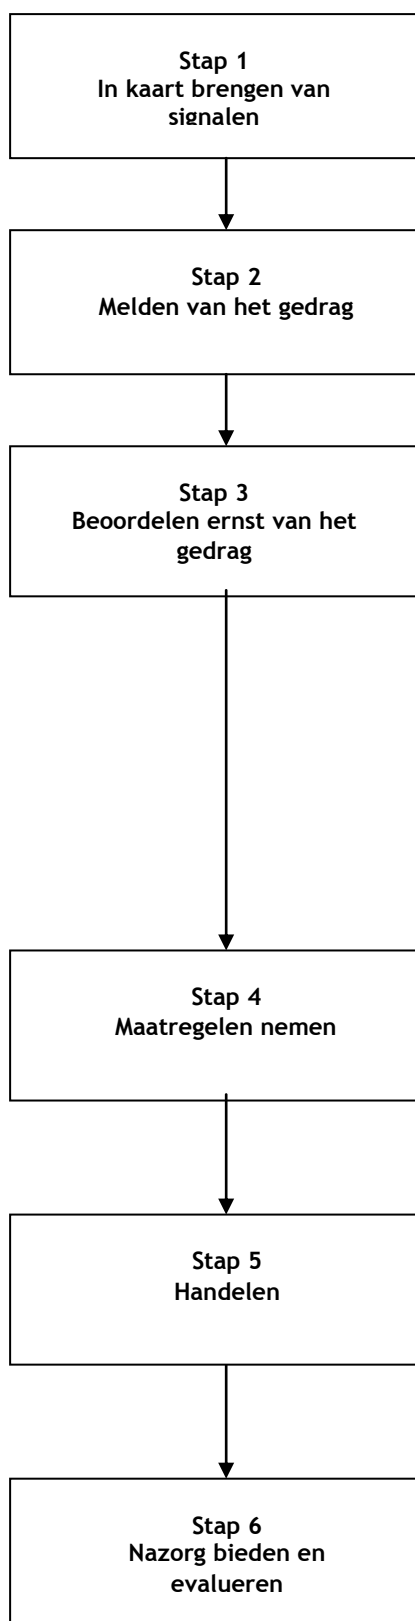 Stap 1
In kaart brengen van
signalen
Stap 2
Melden van het gedrag
Stap 3
Beoordelen ernst van het
gedrag
Stap 4
Maatregelen nemen
Stap 5
Handelen
Stap 6
Nazorg bieden en
evalueren